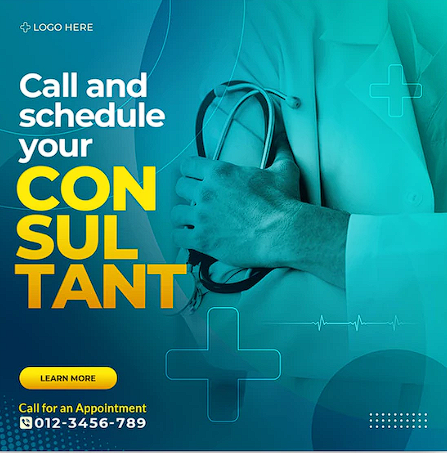 LOGO HERE
Call and
schedule
your
CON
SUL
TANT
LEARN MORE
Call for an Appointment
012-3456-789